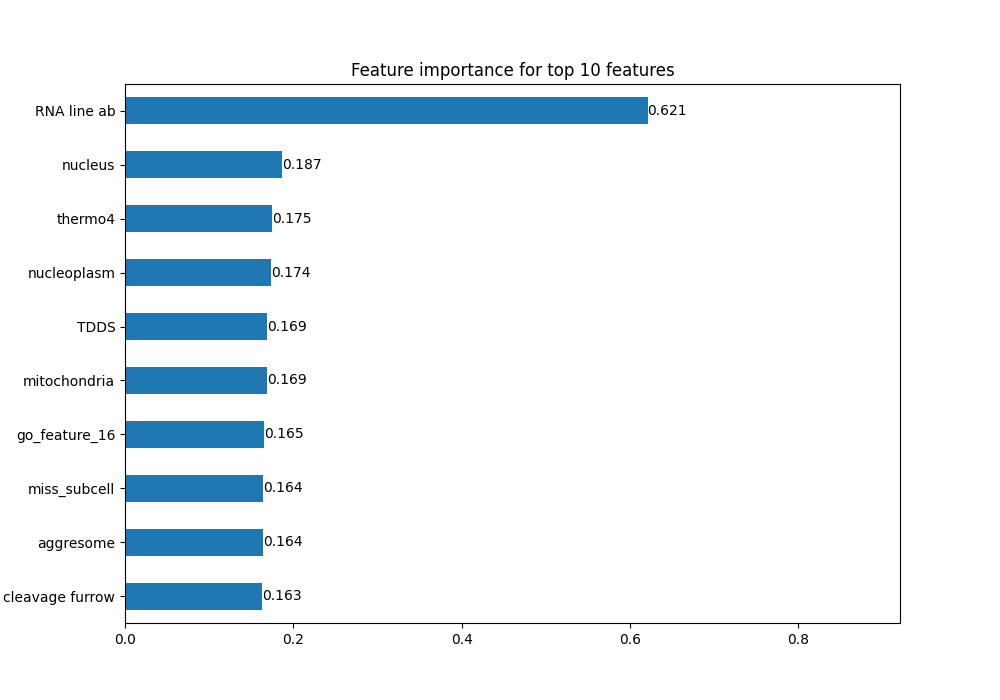 Feature importance for top 10 features
RNA line ab 0.621
nucleus 0.187
thermo4 0.175
nucleoplasm 0.174
TDDS 0.169
mitochondria 0.169
go_feature_16 0.165
miss_subcell 0.164
aggresome 0.164
cleavage furrow 0.163
0.0 0.2 0.4 0.6 0.8